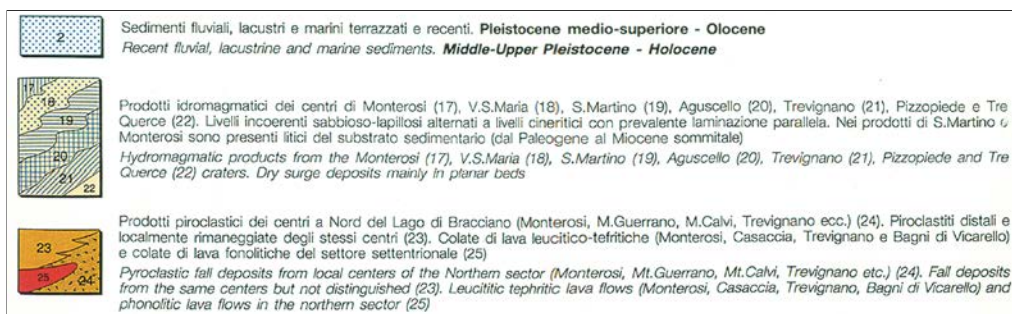 2
Sedimenti fluviali, lacustri e marini terrazzati e recenti. Pleistocene medio-superiore - Olocene
Recent fluvial, lacustrine and marine sediments. Middle-Upper Pleistocene - Holocene
17
18
19
20
21
22
Prodotti idromagmatici dei centri di Monterosi (17), V.S.Maria (18), S.Martino (19), Aguscello (20), Trevignano (21), Pizzopiede e Tre
Querce (22). Livelli incoerenti sabbioso-lapillosi alternati a livelli cineritici con prevalente laminazione parallela. Nei prodotti di S.Martino e
Monterosi sono presenti litici del substrato sedimentario (dal Paleogene al Miocene sommitale)
Hydromagmatic products from the Monterosi (17), V.S.Maria (18), S.Martino (19), Aguscello (20), Trevignano (21), Pizzopiede and Tre
Querce (22) craters. Dry surge deposits mainly in planar beds
23
25
24
Prodotti piroclastici dei centri a Nord del Lago di Bracciano (Monterosi, M.Guerrano, M.Calvi, Trevignano ecc.) (24). Piroclastiti distali e
localmente rimaneggiate degli stessi centri (23). Colate di lava leucitico-tefritiche (Monterosi, Casaccia, Trevignano e Bagni di Vicarello)
e colate di lava fonolitiche del settore settentrionale (25)
Pyroclastic fall deposits from local centers of the Northern sector (Monterosi, Mt.Guerrano, Mt.Calvi, Trevignano etc.) (24). Fall deposits
from the same centers but not distinguished (23). Leucititic tephritic lava flows (Monterosi, Casaccia, Trevignano, Bagni di Vicarello) and
phonolitic lava flows in the northern sector (25)